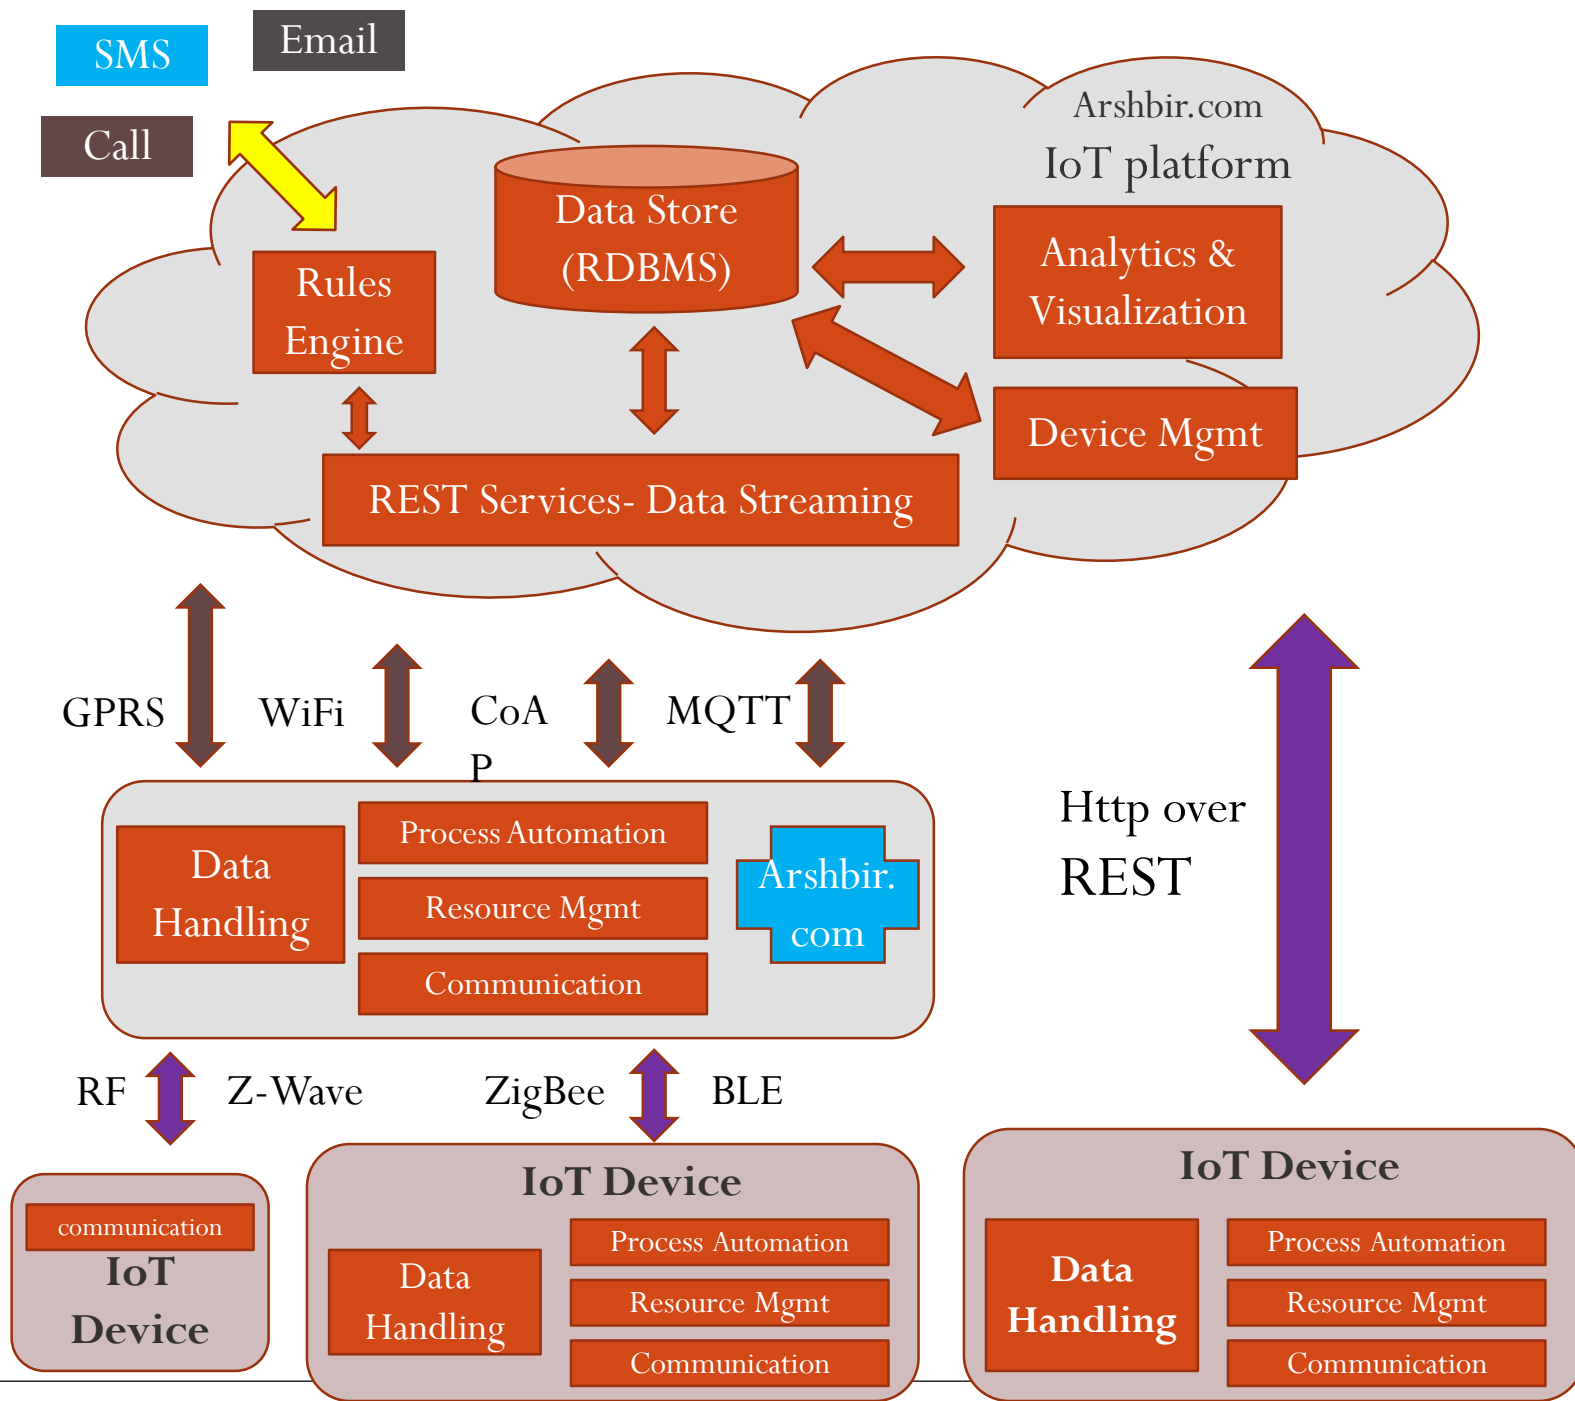 SMS
Email
Call
Arshbir.com
IoT platform
Data Store
(RDBMS)
Analytics &
Visualization
Rules
Engine
Device Mgmt
REST Services- Data Streaming
GPRS
WiFi
CoA
P
MQTT
Http over
REST
Data
Handling
Process Automation
Resource Mgmt
Communication
Arshbir.
com
RF
Z-Wave
ZigBee
BLE
communication
IoT
Device
IoT Device
Data
Handling
Process Automation
Resource Mgmt
Communication
IoT Device
Data
Handling
Process Automation
Resource Mgmt
Communication